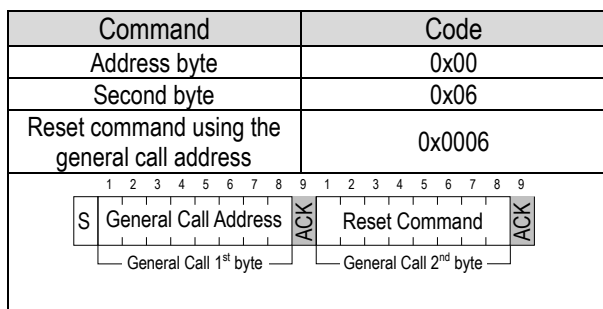 Command Code
Address byte 0x00
Second byte 0x06
Reset command using the
general call address 0x0006
1 2 3 4 5 6 7 8 9 1 2 3 4 5 6 7 8 9
S General Call Address ACK Reset Command ACK
General Call 1st byte General Call 2nd byte